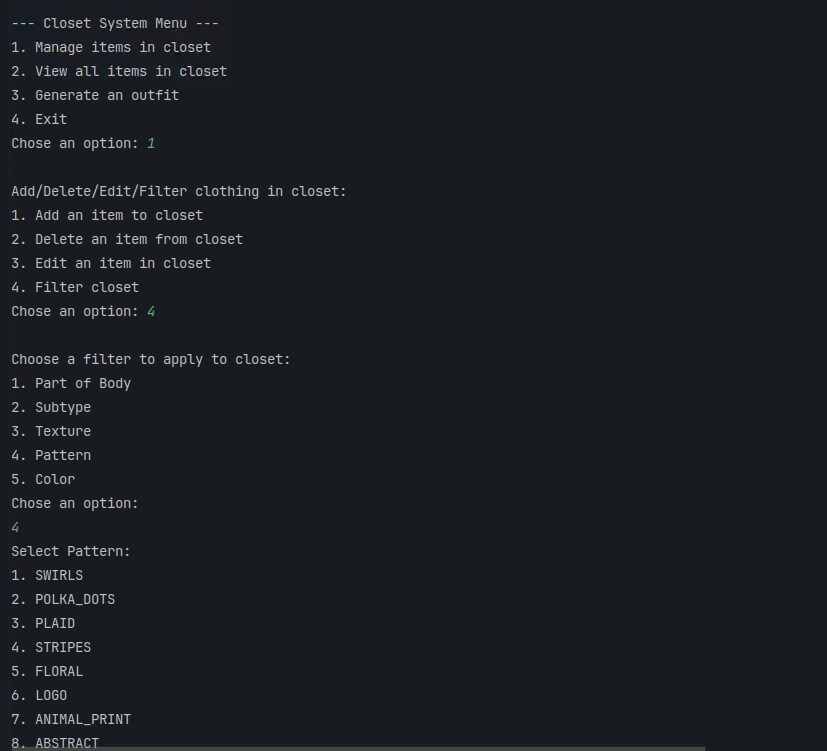 --- Closet System Menu ---
1. Manage items in closet
2. View all items in closet
3. Generate an outfit
4. Exit
Chose an option: 1
Add/Delete/Edit/Filter clothing in closet:
1. Add an item to closet
2. Delete an item from closet
3. Edit an item in closet
4. Filter closet
Chose an option: 4
Choose a filter to apply to closet:
1. Part of Body
2. Subtype
3. Texture
4. Pattern
5. Color
Chose an option:
4
Select Pattern:
1. SWIRLS
2. POLKA_DOTS
3. PLAID
4. STRIPES
5. FLORAL
6. LOGO
7. ANIMAL_PRINT
8. ABSTRACT